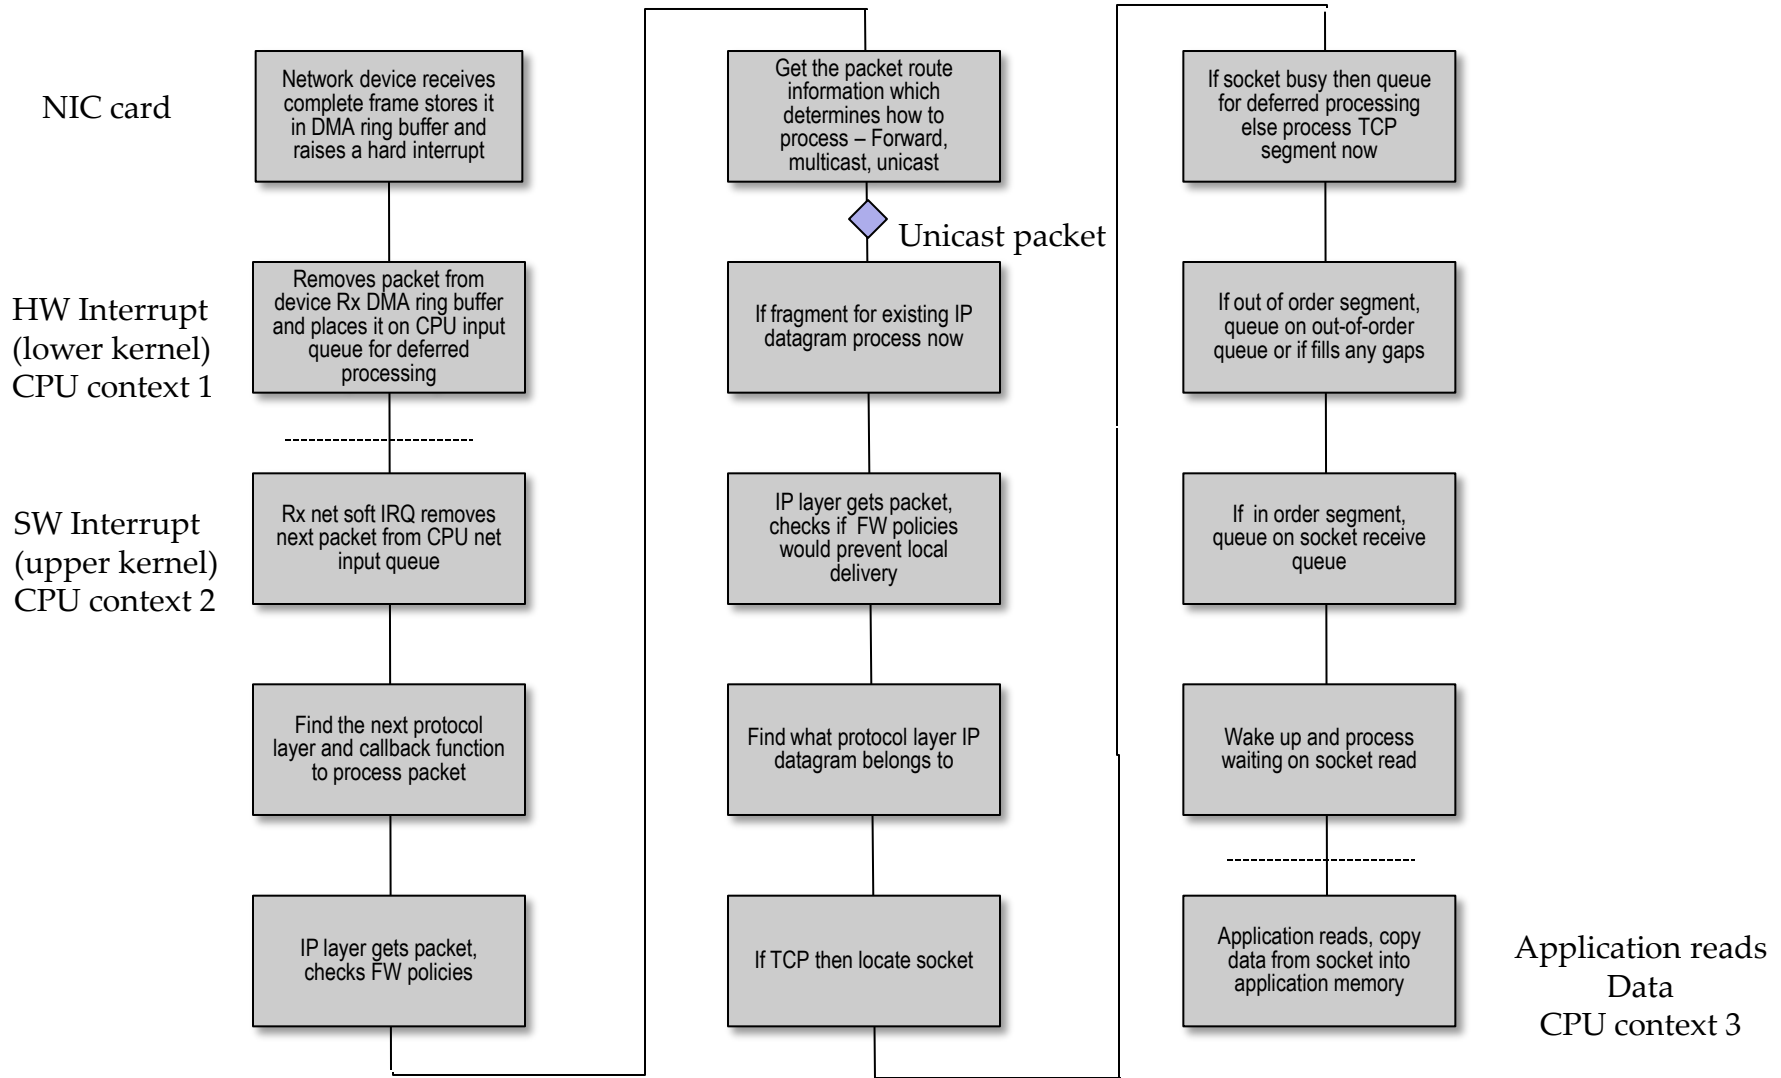 NIC card
Network device receives
complete frame stores it
in DMA ring buffer and
raises a hard interrupt
HW Interrupt
(lower kernel)
CPU context 1
Removes packet from
device Rx DMA ring buffer
and places it on CPU input
queue for deferred
processing
SW Interrupt
(upper kernel)
CPU context 2
Rx net soft IRQ removes
next packet from CPU net
input queue
Find the next protocol
layer and callback function
to process packet
IP layer gets packet,
checks FW policies
Get the packet route
information which
determines how to
process – Forward,
multicast, unicast
Unicast packet
If fragment for existing IP
datagram process now
IP layer gets packet,
checks if  FW policies
would prevent local
delivery
Find what protocol layer IP
datagram belongs to
If TCP then locate socket
If socket busy then queue
for deferred processing
else process TCP
segment now
If out of order segment,
queue on out-of-order
queue or if fills any gaps
If  in order segment,
queue on socket receive
queue
Wake up and process
waiting on socket read
Application reads, copy
data from socket into
application memory
Application reads
Data
CPU context 3